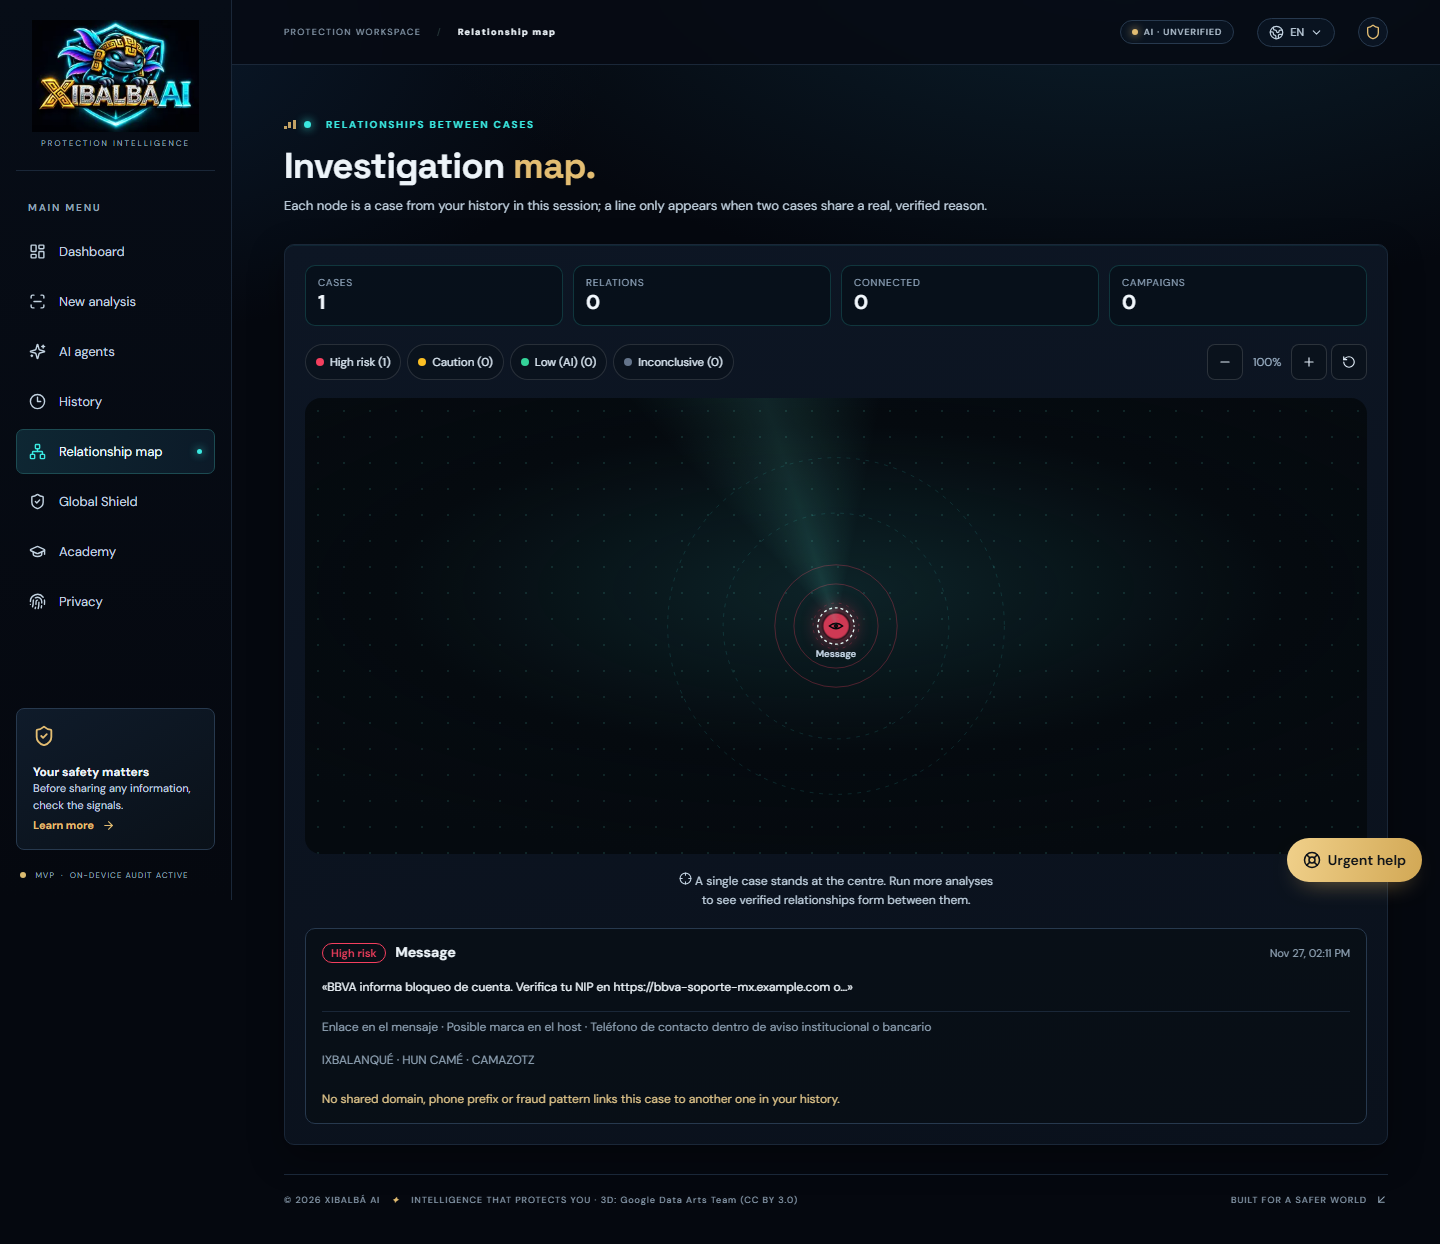 XIBALBÁ AI
PROTECTION INTELLIGENCE
MAIN MENU
Dashboard
New analysis
AI agents
History
Relationship map
Global Shield
Academy
Privacy
Your safety matters
Before sharing any information,
check the signals.
Learn more
MVP · ON-DEVICE AUDIT ACTIVE
PROTECTION WORKSPACE / Relationship map
AI · UNVERIFIED
EN
RELATIONSHIPS BETWEEN CASES
Investigation map.
Each node is a case from your history in this session; a line only appears when two cases share a real, verified reason.
CASES
1
RELATIONS
0
CONNECTED
0
CAMPAIGNS
0
High risk (1)
Caution (0)
Low (AI) (0)
Inconclusive (0)
100%
Message
Urgent help
A single case stands at the centre. Run more analyses
to see verified relationships form between them.
High risk
Message
Nov 27, 02:11 PM
«BBVA informa bloqueo de cuenta. Verifica tu NIP en https://bbva-soporte-mx.example.com o…»
Enlace en el mensaje · Posible marca en el host · Teléfono de contacto dentro de aviso institucional o bancario
IXBALANQUÉ · HUN CAMÉ · CAMAZOTZ
No shared domain, phone prefix or fraud pattern links this case to another one in your history.
© 2026 XIBALBÁ AI ✦ INTELLIGENCE THAT PROTECTS YOU · 3D: Google Data Arts Team (CC BY 3.0)
BUILT FOR A SAFER WORLD